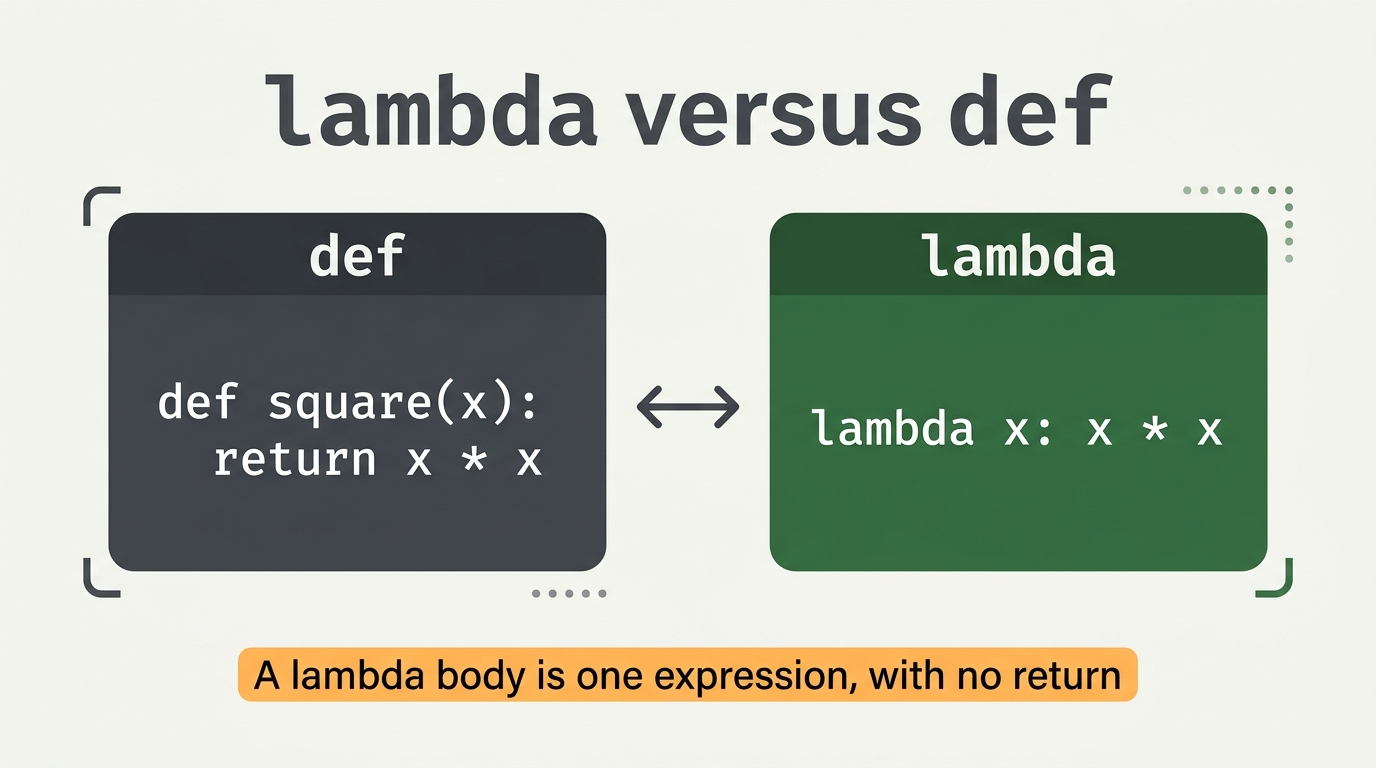 lambda versus def
def
def square(x):
  return x * x
lambda
lambda x: x * x
A lambda body is one expression, with no return